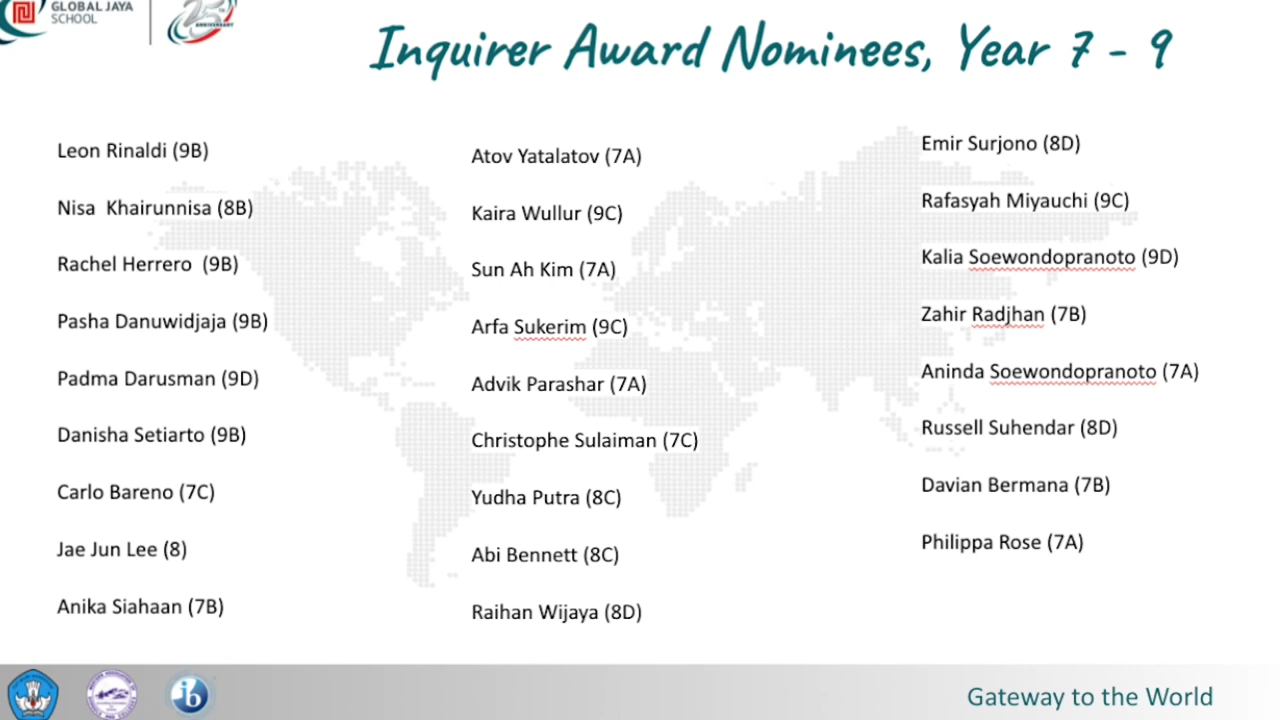 GLOBAL JAYA
SCHOOL
25
ANNIVERSARY
Inquirer Award Nominees, Year 7 - 9
Leon Rinaldi (9B)
Nisa  Khairunnisa (8B)
Rachel Herrero  (9B)
Pasha Danuwidjaja (9B)
Padma Darusman (9D)
Danisha Setiarto (9B)
Carlo Bareno (7C)
Jae Jun Lee (8)
Anika Siahaan (7B)
Atov Yatalatov (7A)
Kaira Wullur (9C)
Sun Ah Kim (7A)
Arfa Sukerim (9C)
Advik Parashar (7A)
Christophe Sulaiman (7C)
Yudha Putra (8C)
Abi Bennett (8C)
Raihan Wijaya (8D)
Emir Surjono (8D)
Rafasyah Miyauchi (9C)
Kalia Soewondopranoto (9D)
Zahir Radjhan (7B)
Aninda Soewondopranoto (7A)
Russell Suhendar (8D)
Davian Bermana (7B)
Philippa Rose (7A)
ib
Gateway to the World